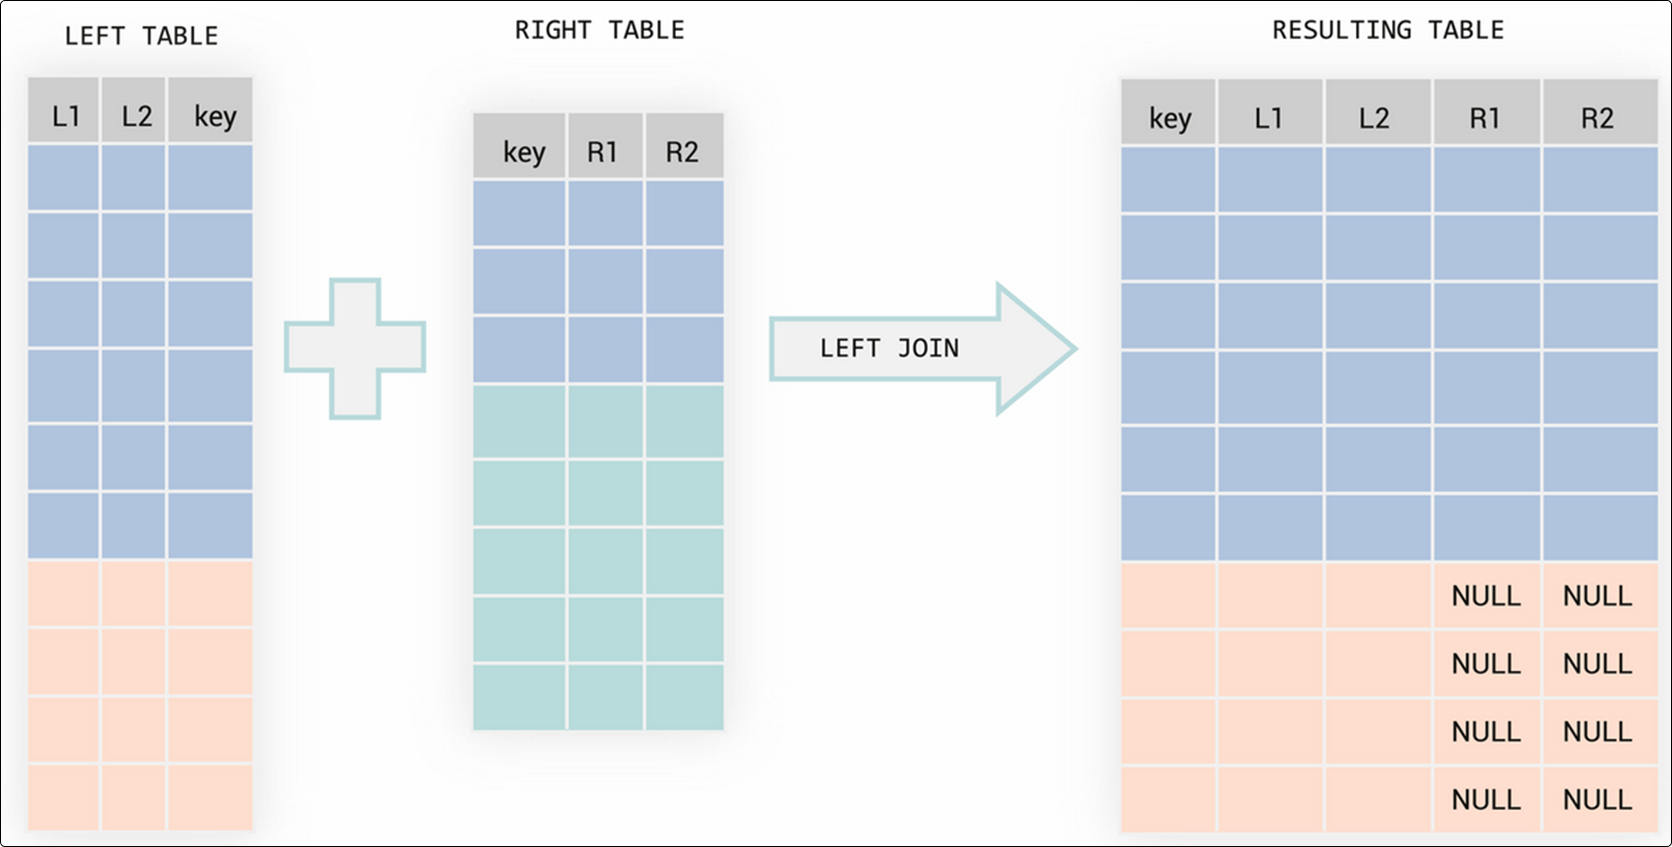 LEFT TABLE
L1 L2 key
RIGHT TABLE
key R1 R2
LEFT JOIN
RESULTING TABLE
key L1 L2 R1 R2
NULL NULL
NULL NULL
NULL NULL
NULL NULL